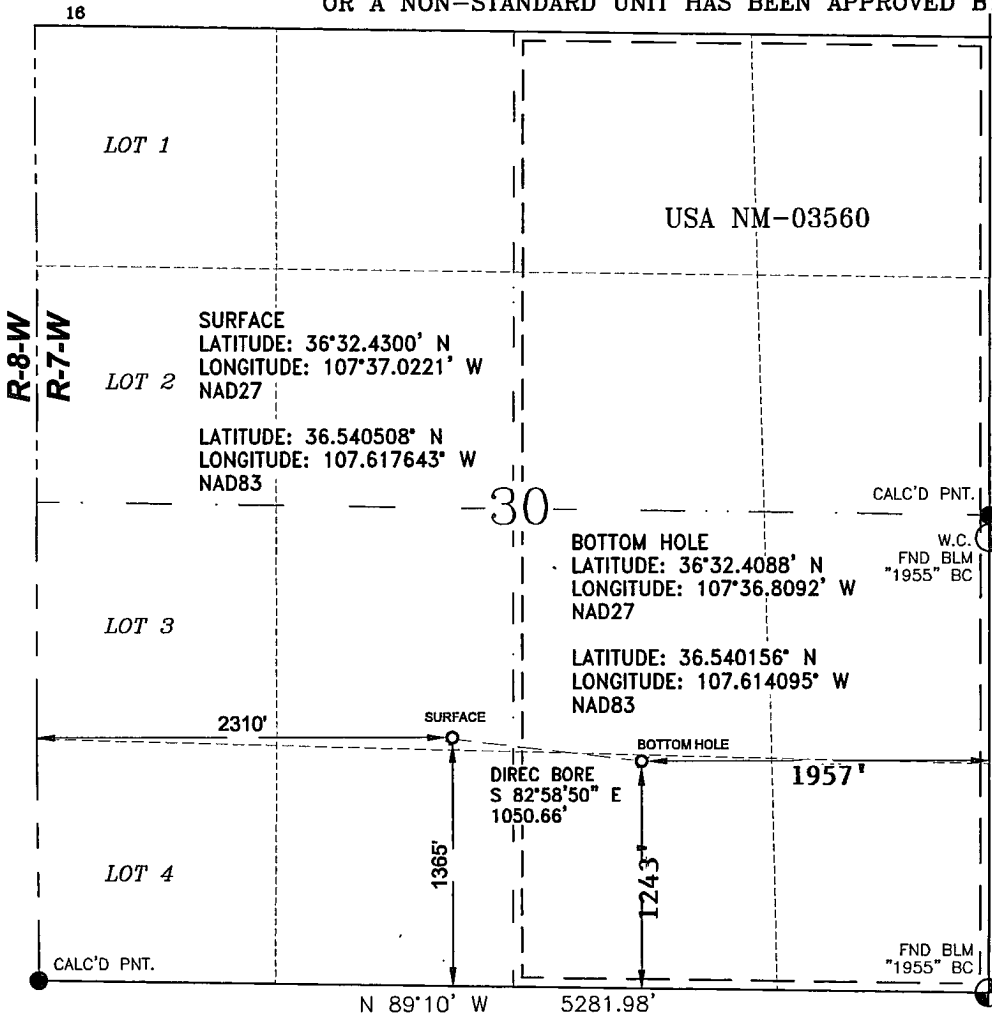 OR A NON-STANDARD UNIT HAS BEEN APPROVED B
16
LOT 1
USA NM-03560
R-8-W
R-7-W
SURFACE
LATITUDE: 36°32.4300' N
LONGITUDE: 107°37.0221' W
NAD27
LOT 2
LATITUDE: 36.540508° N
LONGITUDE: 107.617643° W
NAD83
30
CALC'D PNT.
W.C.
FND BLM
"1955" BC
BOTTOM HOLE
LATITUDE: 36°32.4088' N
LONGITUDE: 107°36.8092' W
NAD27
LOT 3
LATITUDE: 36.540156° N
LONGITUDE: 107.614095° W
NAD83
2310'
SURFACE
BOTTOM HOLE
1957'
DIREC BORE
S 82°58'50" E
1050.66'
1365'
1243'
LOT 4
CALC'D PNT.
FND BLM
"1955" BC
N 89°10' W 5281.98'